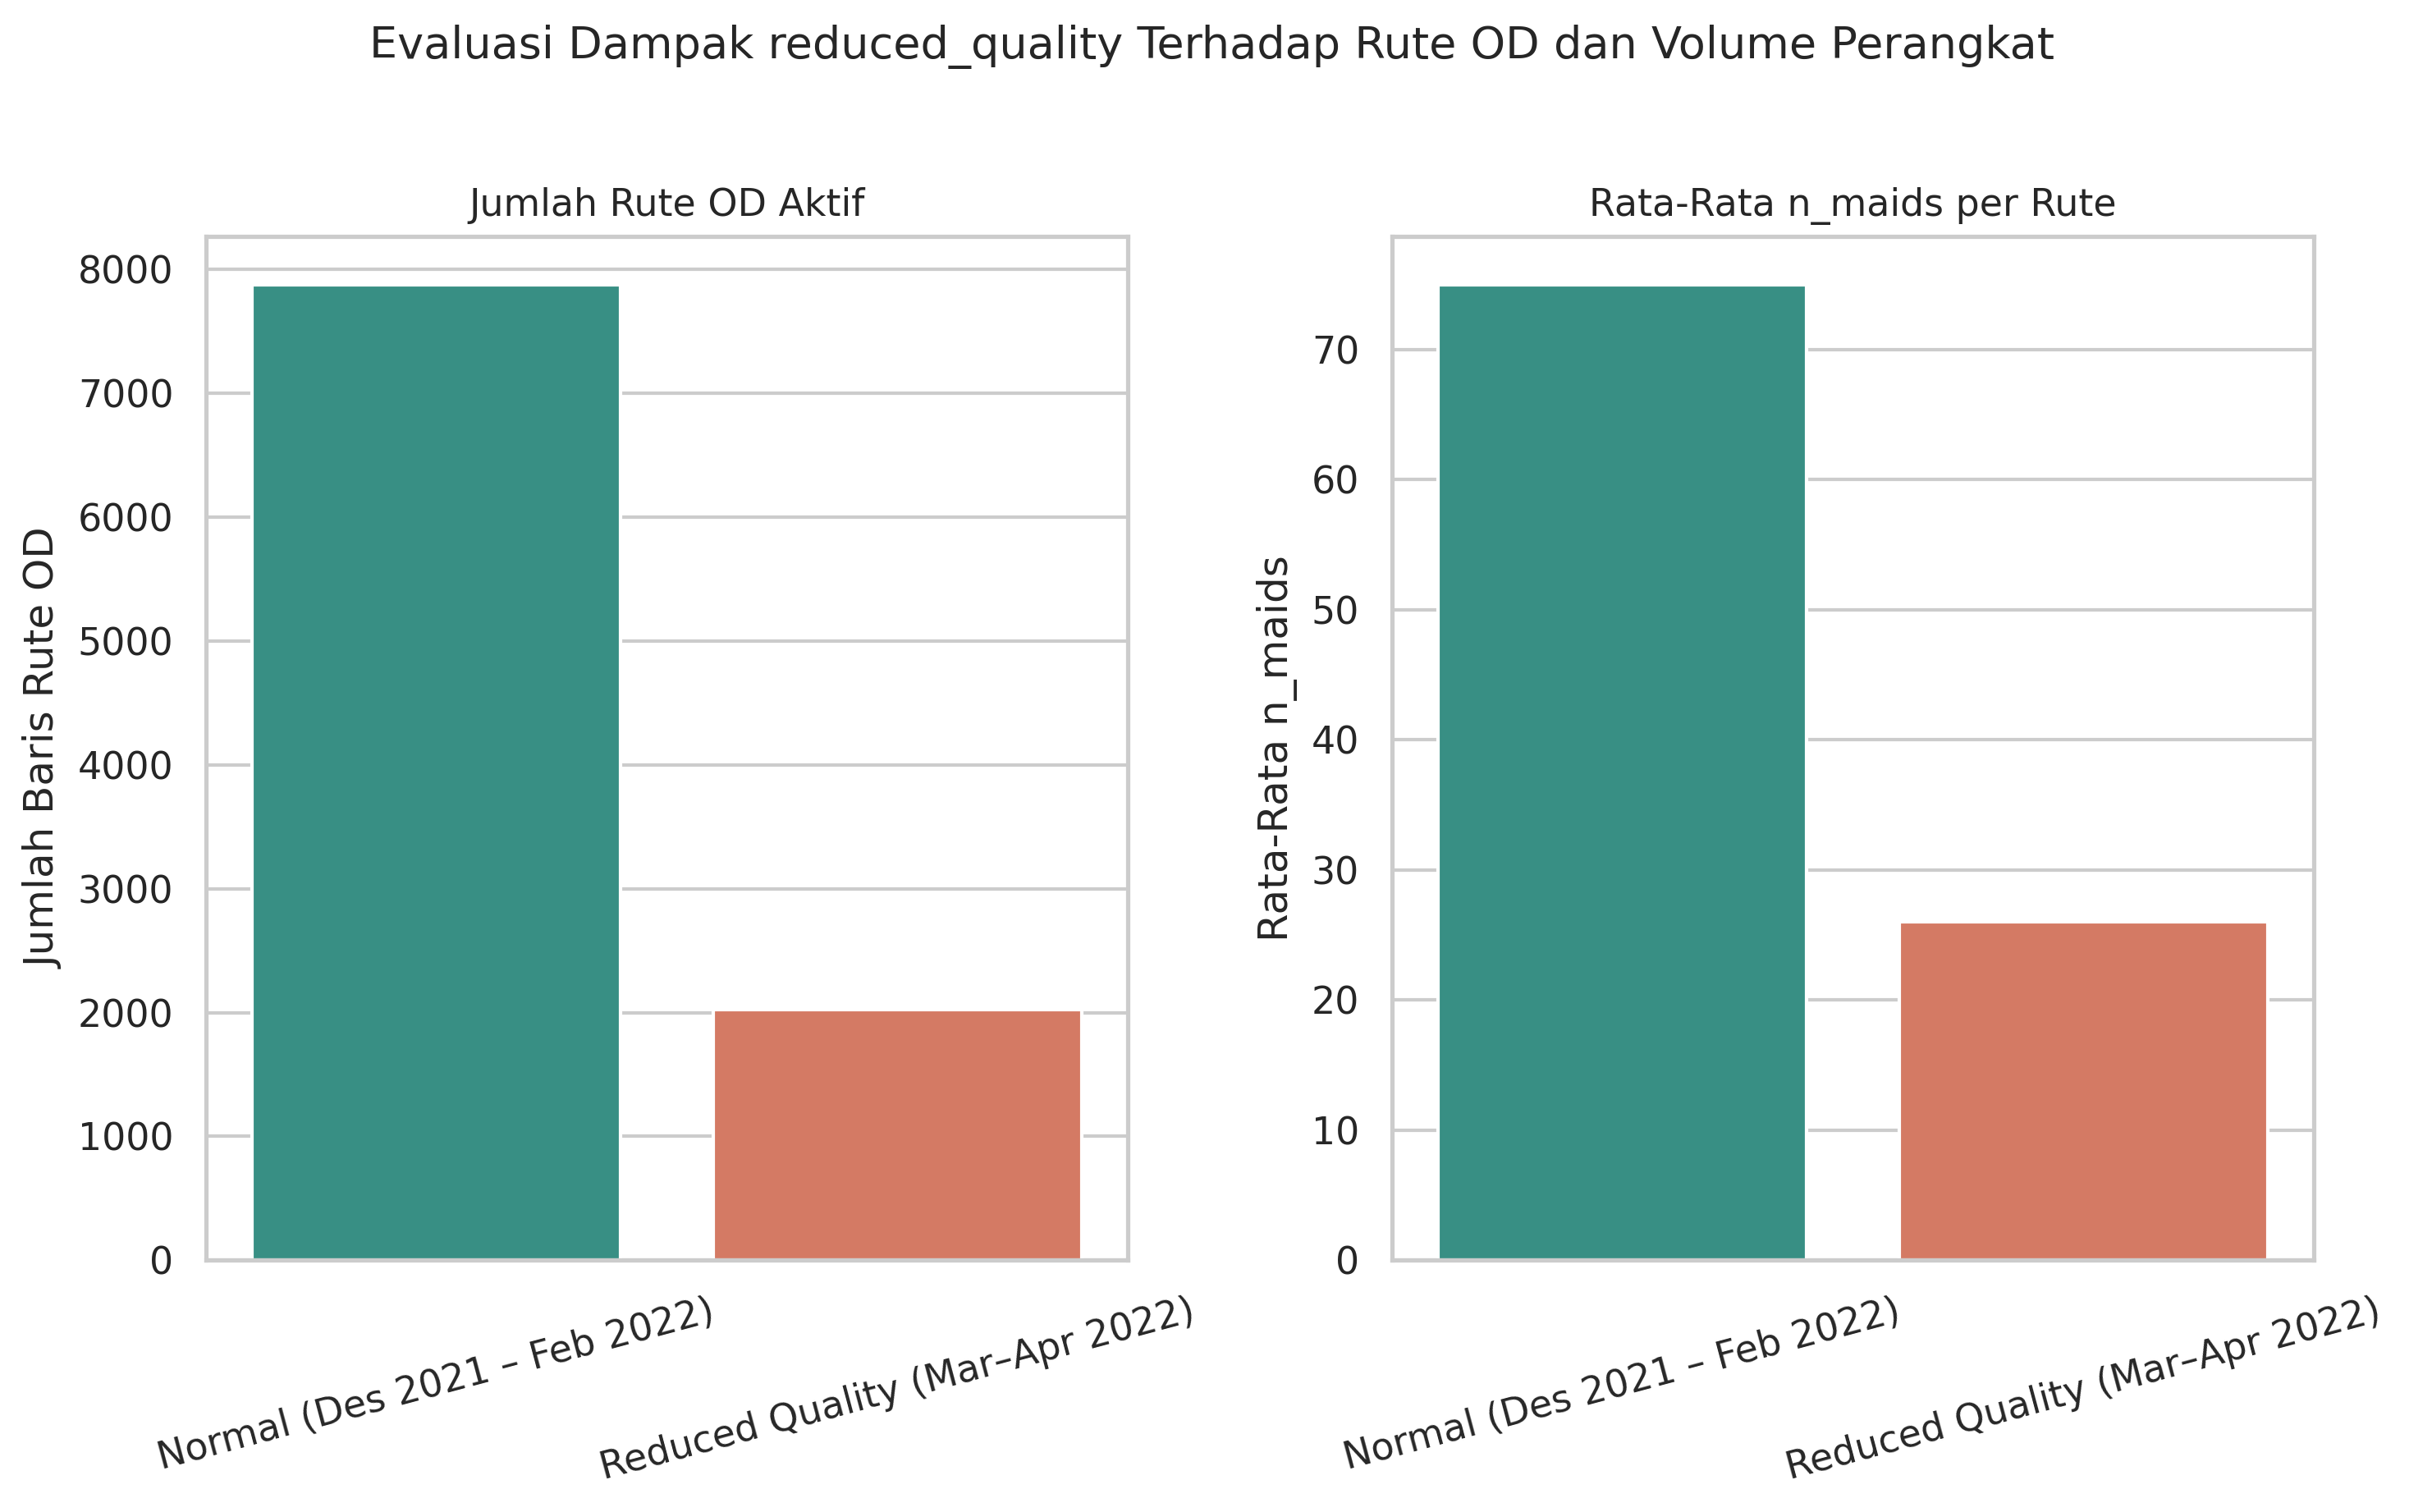 Evaluasi Dampak reduced_quality Terhadap Rute OD dan Volume Perangkat
Jumlah Rute OD Aktif
Jumlah Baris Rute OD
8000
7000
6000
5000
4000
3000
2000
1000
0
Normal (Des 2021 – Feb 2022)
Reduced Quality (Mar–Apr 2022)
Rata-Rata n_maids per Rute
Rata-Rata n_maids
70
60
50
40
30
20
10
0
Normal (Des 2021 – Feb 2022)
Reduced Quality (Mar–Apr 2022)